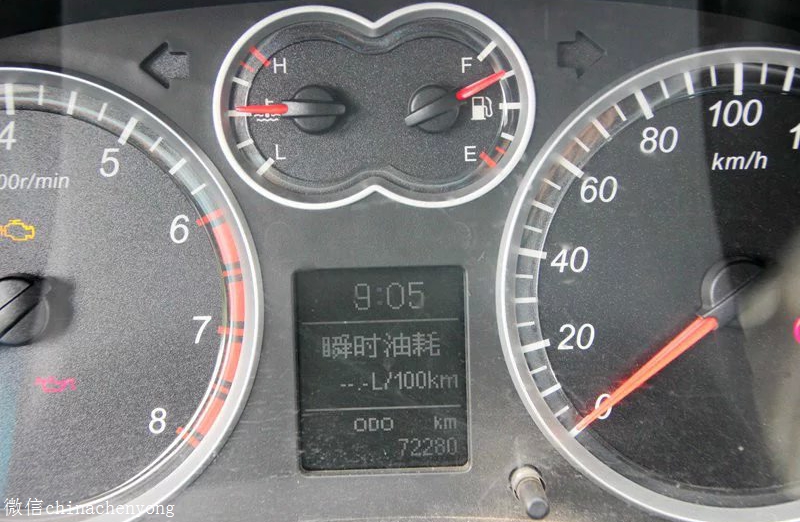 H
F
L
E
4
5
6
7
8
00r/min
0
20
40
60
80
100
1
km/h
9:05
瞬时油耗
--.-L/100km
ODO km
72280
微信chinachenyong